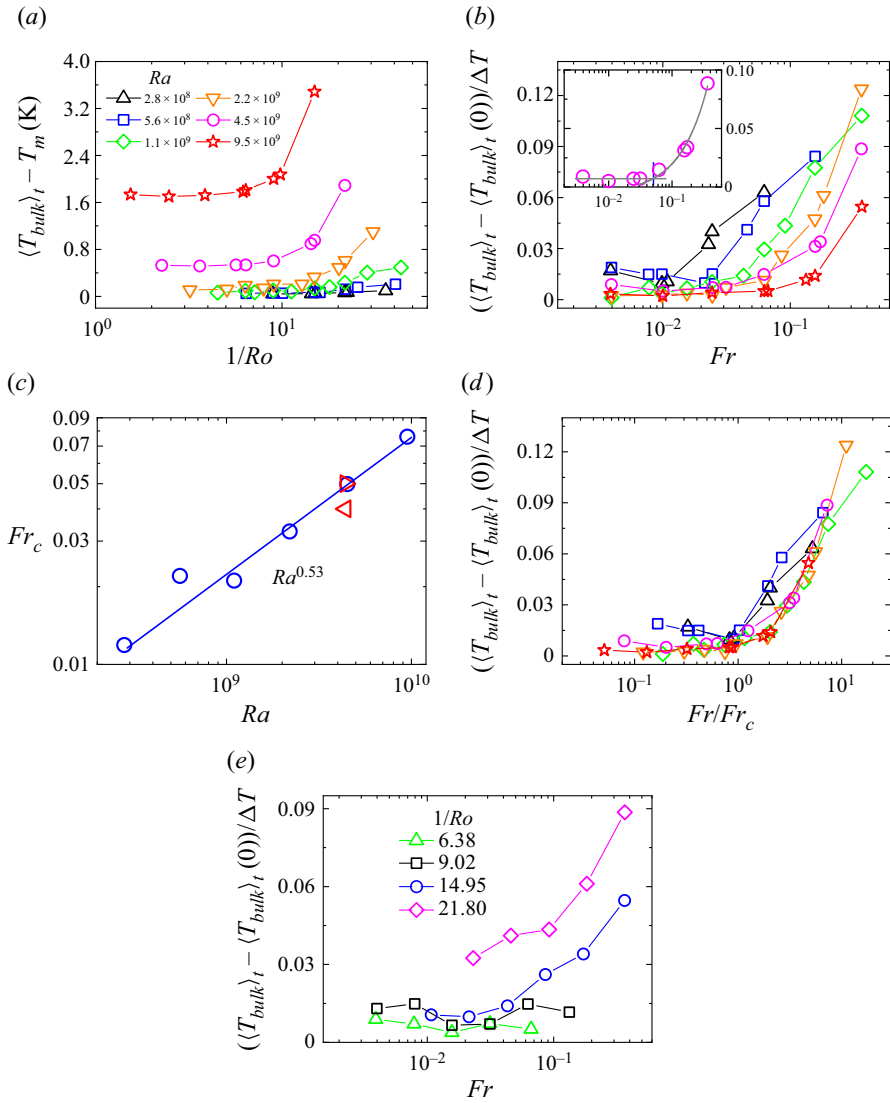 (a)
4.0
3.2
2.4
1.6
0.8
0
⟨T_bulk⟩_t − T_m (K)
Ra
2.8 × 10^8
5.6 × 10^8
1.1 × 10^9
2.2 × 10^9
4.5 × 10^9
9.5 × 10^9
10^0
10^1
1/Ro
(b)
0.12
0.09
0.06
0.03
0
(⟨T_bulk⟩_t − ⟨T_bulk⟩_t (0))/ΔT
0.10
0.05
0
10^−2
10^−1
10^−2
10^−1
Fr
(c)
0.09
0.07
0.05
0.03
0.01
Fr_c
Ra^0.53
10^9
10^10
Ra
(d)
0.12
0.09
0.06
0.03
0
(⟨T_bulk⟩_t − ⟨T_bulk⟩_t (0))/ΔT
10^−1
10^0
10^1
Fr/Fr_c
(e)
0.09
0.06
0.03
0
(⟨T_bulk⟩_t − ⟨T_bulk⟩_t (0))/ΔT
1/Ro
6.38
9.02
14.95
21.80
10^−2
10^−1
Fr